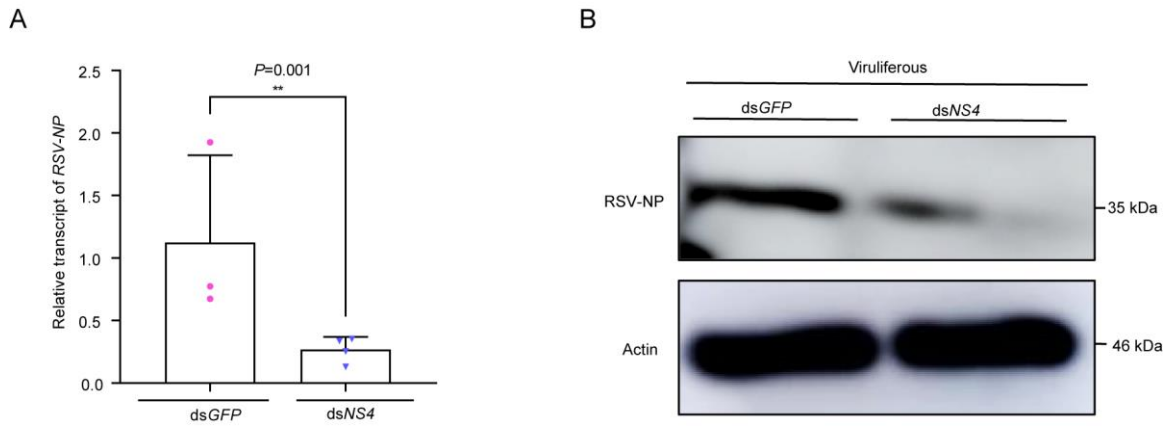 A
Relative transcript of RSV-NP
2.5
2.0
1.5
1.0
0.5
0.0
P=0.001
**
dsGFP
dsNS4
B
Viruliferous
dsGFP
dsNS4
RSV-NP
35 kDa
Actin
46 kDa